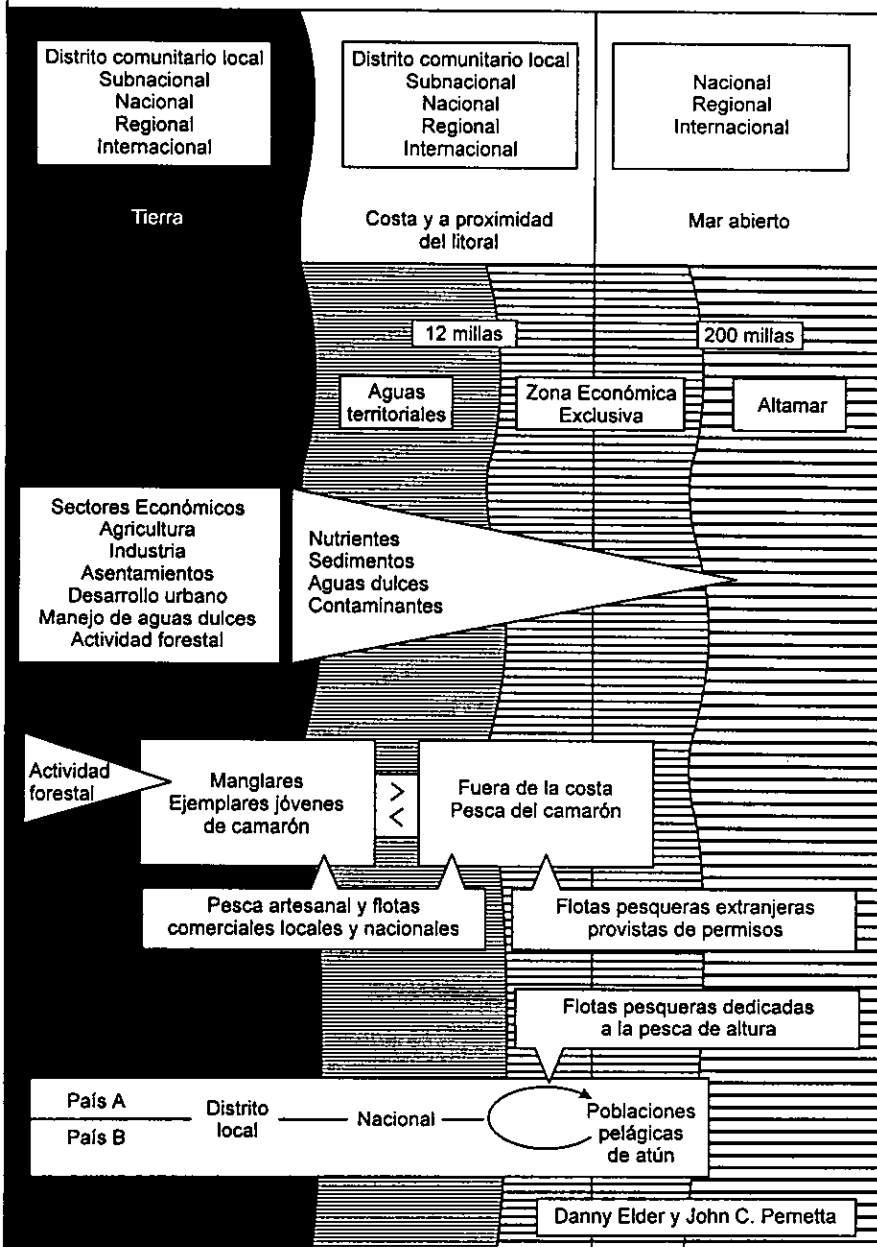 Distrito comunitario local
Subnacional
Nacional
Regional
Internacional
Distrito comunitario local
Subnacional
Nacional
Regional
Internacional
Nacional
Regional
Internacional
Tierra
Costa y a proximidad
del litoral
Mar abierto
12 millas
200 millas
Aguas
territoriales
Zona Económica
Exclusiva
Altamar
Sectores Económicos
Agricultura
Industria
Asentamientos
Desarrollo urbano
Manejo de aguas dulces
Actividad forestal
Nutrientes
Sedimentos
Aguas dulces
Contaminantes
Actividad
forestal
Manglares
Ejemplares jóvenes
de camarón
>
<
Fuera de la costa
Pesca del camarón
Pesca artesanal y flotas
comerciales locales y nacionales
Flotas pesqueras extranjeras
provistas de permisos
Flotas pesqueras dedicadas
a la pesca de altura
País A
País B
Distrito
local
Nacional
Poblaciones
pelágicas
de atún
Danny Elder y John C. Pernetta